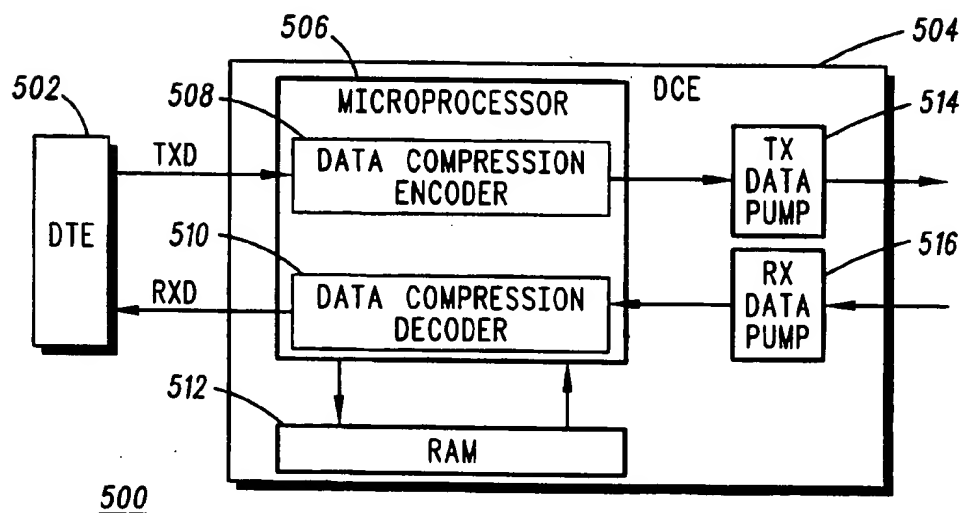 506
504
502
MICROPROCESSOR
DCE
508
514
TXD
DATA COMPRESSION
ENCODER
TX
DATA
PUMP
DTE
510
516
RXD
DATA COMPRESSION
DECODER
RX
DATA
PUMP
512
RAM
500